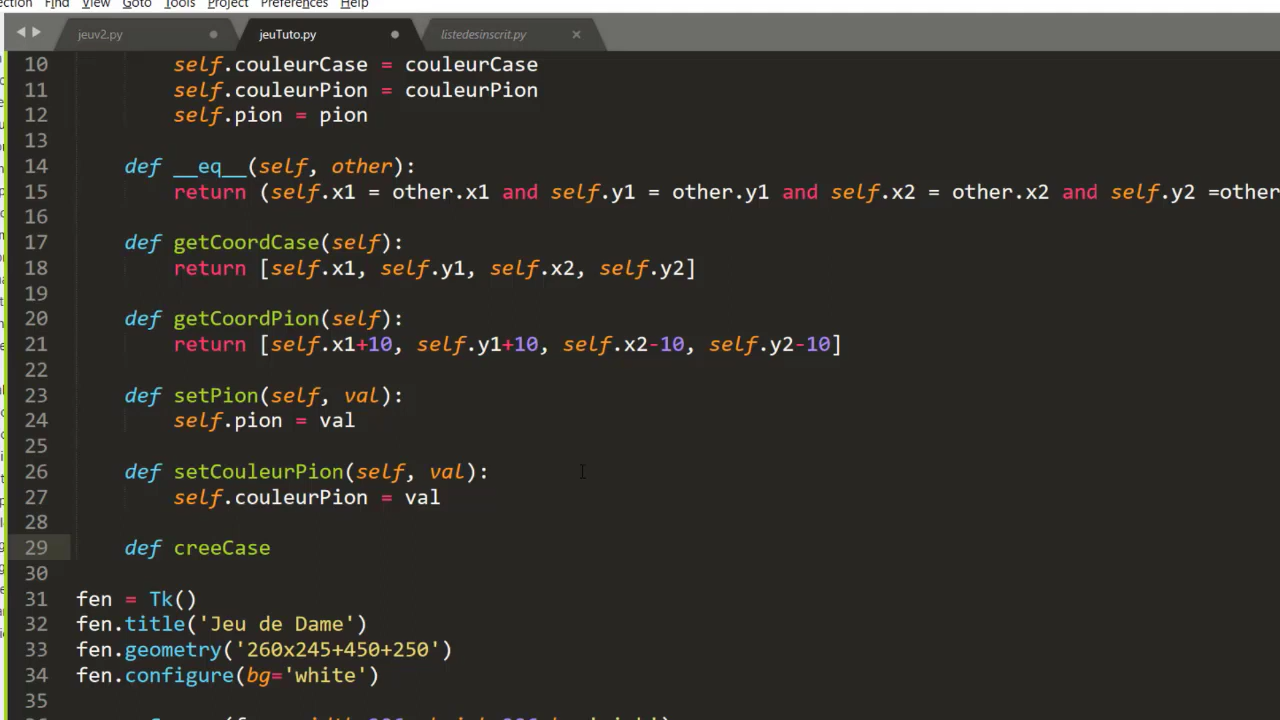 ection Find View Goto Tools Project Preferences Help
jeuv2.py jeuTuto.py listedesinscrit.py
10 self.couleurCase = couleurCase
11 self.couleurPion = couleurPion
12 self.pion = pion
13
14 def __eq__(self, other):
15 return (self.x1 = other.x1 and self.y1 = other.y1 and self.x2 = other.x2 and self.y2 =other
16
17 def getCoordCase(self):
18 return [self.x1, self.y1, self.x2, self.y2]
19
20 def getCoordPion(self):
21 return [self.x1+10, self.y1+10, self.x2-10, self.y2-10]
22
23 def setPion(self, val):
24 self.pion = val
25
26 def setCouleurPion(self, val):
27 self.couleurPion = val
28
29 def creeCase
30
31 fen = Tk()
32 fen.title('Jeu de Dame')
33 fen.geometry('260x245+450+250')
34 fen.configure(bg='white')
35